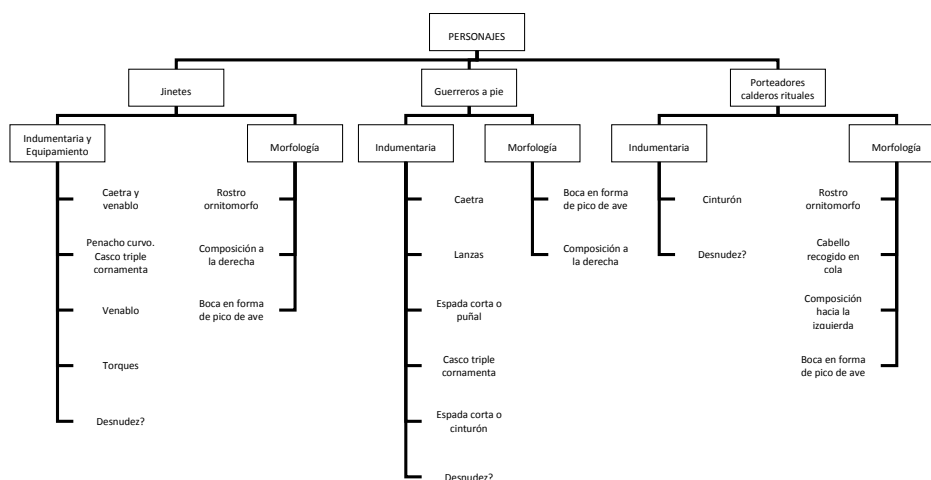 PERSONAJES
Jinetes
Guerreros a pie
Porteadores
calderos rituales
Indumentaria y
Equipamiento
Morfología
Indumentaria
Morfología
Indumentaria
Morfología
Caetra y
venablo
Penacho curvo.
Casco triple
cornamenta
Venablo
Torques
Desnudez?
Rostro
ornitomorfo
Composición a
la derecha
Boca en forma
de pico de ave
Caetra
Lanzas
Espada corta o
puñal
Casco triple
cornamenta
Espada corta o
cinturón
Desnudez?
Boca en forma
de pico de ave
Composición a
la derecha
Cinturón
Desnudez?
Rostro
ornitomorfo
Cabello
recogido en
cola
Composición
hacia la
izquierda
Boca en forma
de pico de ave